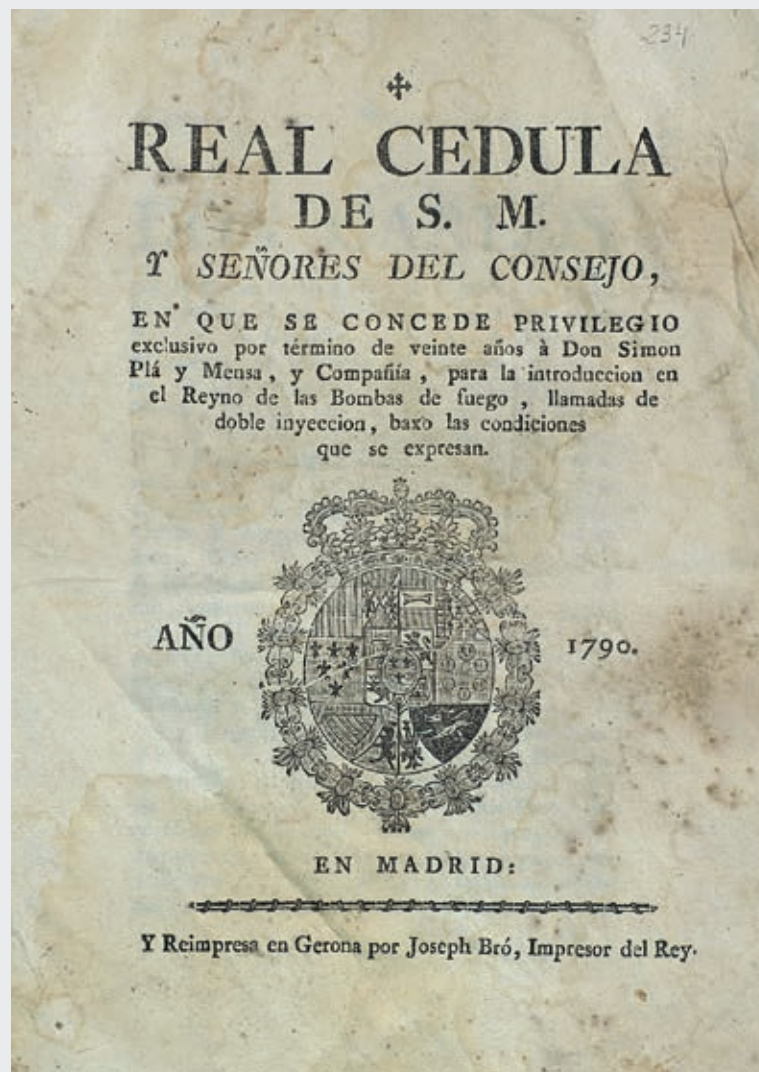 234
REAL CEDULA
DE S. M.
Y SEÑORES DEL CONSEJO,
EN QUE SE CONCEDE PRIVILEGIO
exclusivo por término de veinte años à Don Simon
Plá y Mensa, y Compañía, para la introduccion en
el Reyno de las Bombas de fuego, llamadas de
doble inyeccion, baxo las condiciones
que se expresan.
AÑO 1790.
EN MADRID:
Y Reimpresa en Gerona por Joseph Bró, Impresor del Rey.